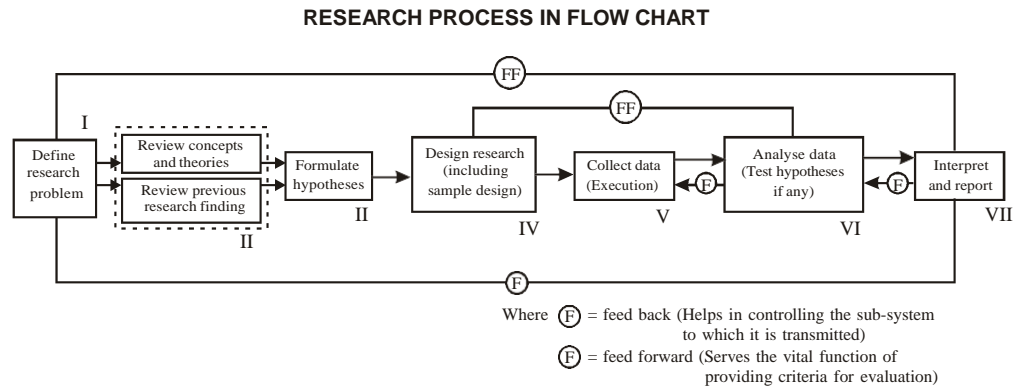 RESEARCH PROCESS IN FLOW CHART
FF
FF
I
Define
research
problem
Review concepts
and theories
Review previous
research finding
II
Formulate
hypotheses
II
Design research
(including
sample design)
IV
Collect data
(Execution)
V
F
Analyse data
(Test hypotheses
if any)
VI
F
Interpret
and report
VII
F
Where F = feed back (Helps in controlling the sub-system
to which it is transmitted)
F = feed forward (Serves the vital function of
providing criteria for evaluation)